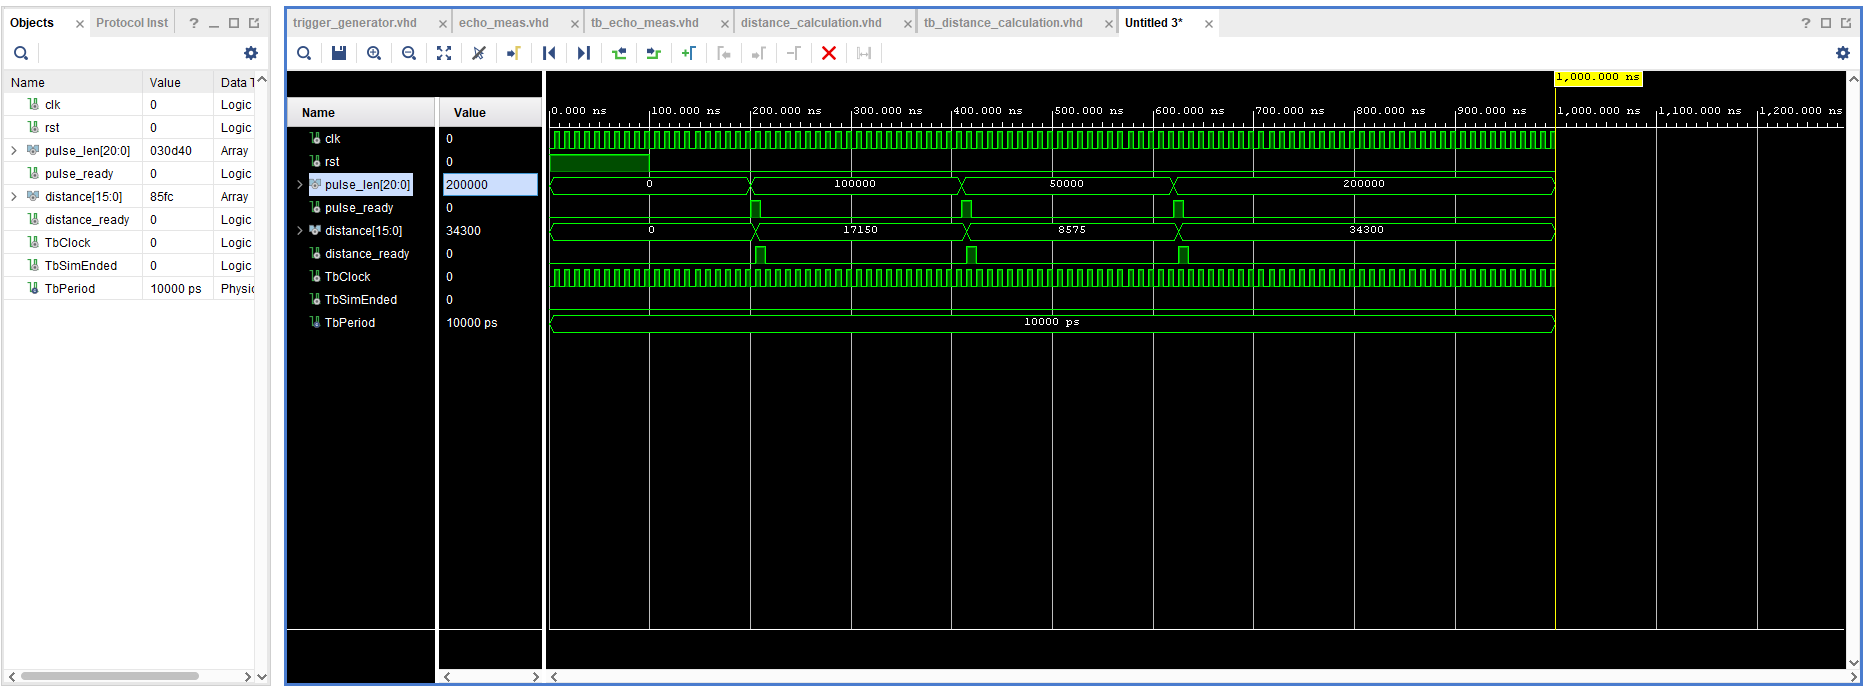 Objects × Protocol Inst ?
Name Value Data T
clk 0 Logic
rst 0 Logic
pulse_len[20:0] 030d40 Array
pulse_ready 0 Logic
distance[15:0] 85fc Array
distance_ready 0 Logic
TbClock 0 Logic
TbSimEnded 0 Logic
TbPeriod 10000 ps Physic
trigger_generator.vhd × echo_meas.vhd × tb_echo_meas.vhd × distance_calculation.vhd × tb_distance_calculation.vhd × Untitled 3* × ?
1,000.000 ns
Name Value
0.000 ns 100.000 ns 200.000 ns 300.000 ns 400.000 ns 500.000 ns 600.000 ns 700.000 ns 800.000 ns 900.000 ns 1,000.000 ns 1,100.000 ns 1,200.000 ns
clk 0
rst 0
pulse_len[20:0] 200000 0 100000 50000 200000
pulse_ready 0
distance[15:0] 34300 0 17150 8575 34300
distance_ready 0
TbClock 0
TbSimEnded 0
TbPeriod 10000 ps 10000 ps